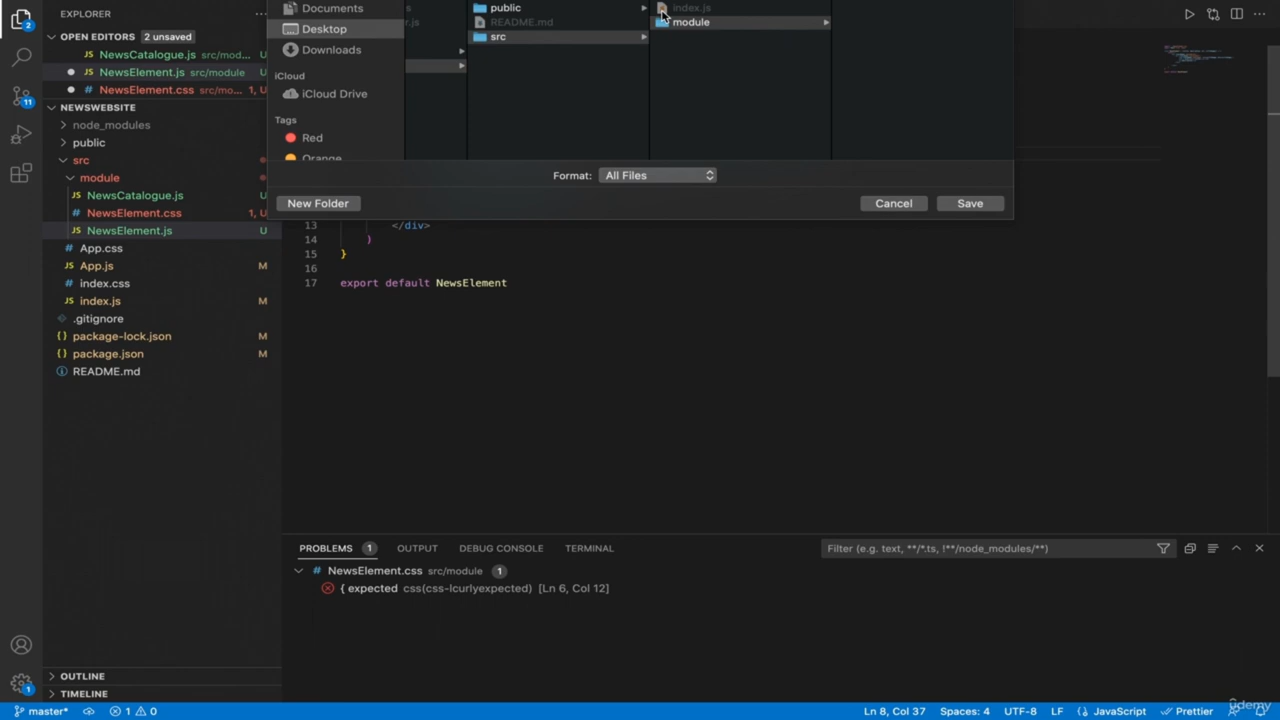 EXPLORER
OPEN EDITORS 2 unsaved
NewsCatalogue.js src/mod... U
NewsElement.js src/module U
NewsElement.css src/mo... 1, U
NEWSWEBSITE
node_modules
public
src
module
JS NewsCatalogue.js U
# NewsElement.css 1, U
JS NewsElement.js U
# App.css
JS App.js M
# index.css
JS index.js M
.gitignore
{} package-lock.json M
{} package.json M
README.md
OUTLINE
TIMELINE
Documents
Desktop
Downloads
iCloud
iCloud Drive
Tags
Red
Orange
public
README.md
src
index.js
module
Format: All Files
New Folder
Cancel
Save
13 </div>
14 )
15 }
16
17 export default NewsElement
PROBLEMS 1 OUTPUT DEBUG CONSOLE TERMINAL
Filter (e.g. text, **/*.ts, !**/node_modules/**)
# NewsElement.css src/module 1
{ expected css(css-lcurlyexpected) [Ln 6, Col 12]
master* 1 0
Ln 8, Col 37 Spaces: 4 UTF-8 LF {} JavaScript Prettier
udemy